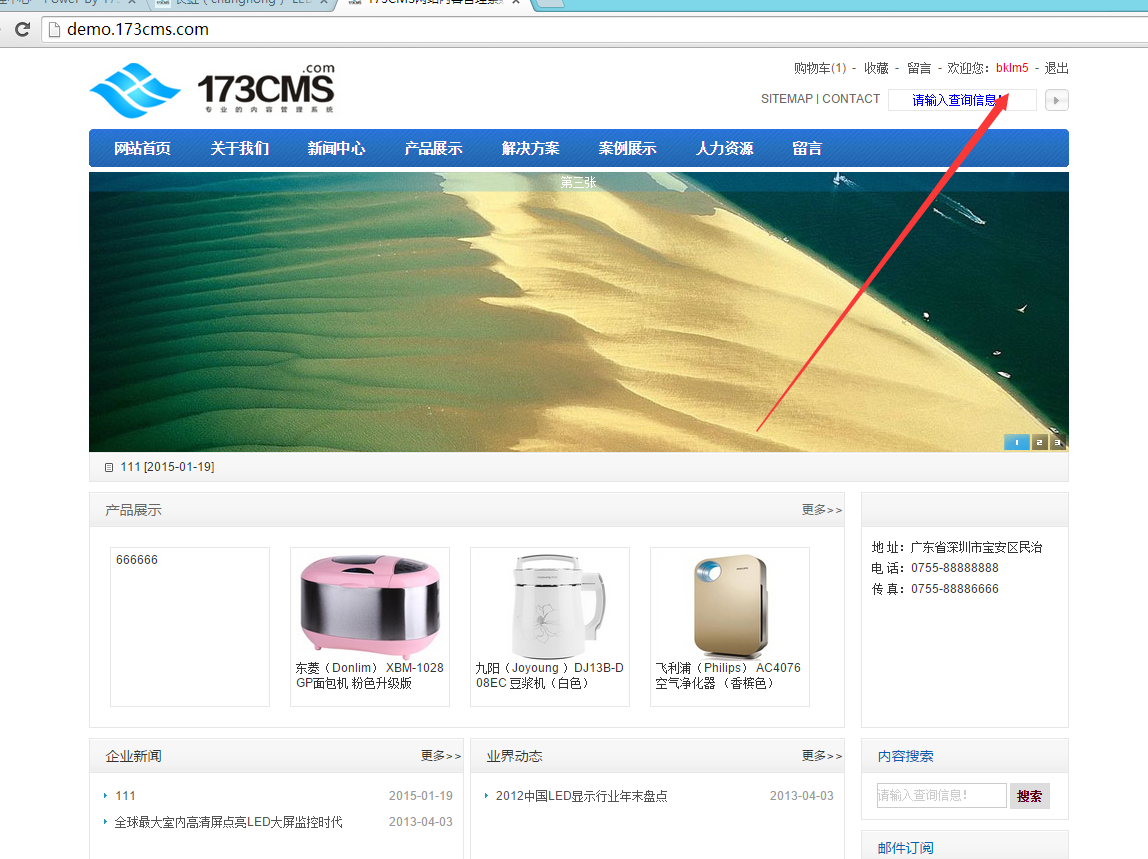 demo.173cms.com
购物车(1) - 收藏 - 留言 - 欢迎您: bklm5 - 退出
.com
173CMS
专业的内容管理系统
SITEMAP | CONTACT 请输入查询信息!
网站首页 关于我们 新闻中心 产品展示 解决方案 案例展示 人力资源 留言
第三张
1 2 3
111 [2015-01-19]
产品展示 更多>>
666666
东菱（Donlim） XBM-1028
GP面包机 粉色升级版
九阳（Joyoung ）DJ13B-D
08EC 豆浆机（白色）
飞利浦（Philips） AC4076
空气净化器 （香槟色）
地 址：广东省深圳市宝安区民治
电 话：0755-88888888
传 真：0755-88886666
企业新闻 更多>>
111 2015-01-19
全球最大室内高清屏点亮LED大屏监控时代 2013-04-03
业界动态 更多>>
2012中国LED显示行业年末盘点 2013-04-03
内容搜索
请输入查询信息! 搜索
邮件订阅